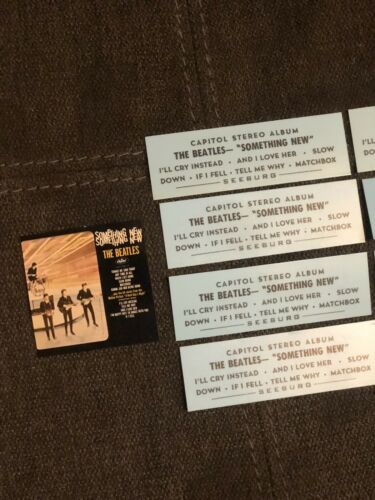 SOMETHING NEW
SOMETHING NEW
THE BEATLES
CAPITOL STEREO ALBUM
THE BEATLES— "SOMETHING NEW"
I'LL CRY INSTEAD · AND I LOVE HER · SLOW
DOWN · IF I FELL · TELL ME WHY · MATCHBOX
SEEBURG
CAPITOL STEREO ALBUM
THE BEATLES— "SOMETHING NEW"
I'LL CRY INSTEAD · AND I LOVE HER · SLOW
DOWN · IF I FELL · TELL ME WHY · MATCHBOX
SEEBURG
CAPITOL STEREO ALBUM
THE BEATLES— "SOMETHING NEW"
I'LL CRY INSTEAD · AND I LOVE HER · SLOW
DOWN · IF I FELL · TELL ME WHY · MATCHBOX
SEEBURG
CAPITOL STEREO ALBUM
THE BEATLES— "SOMETHING NEW"
I'LL CRY INSTEAD · AND I LOVE HER · SLOW
DOWN · IF I FELL · TELL ME WHY · MATCHBOX
SEEBURG